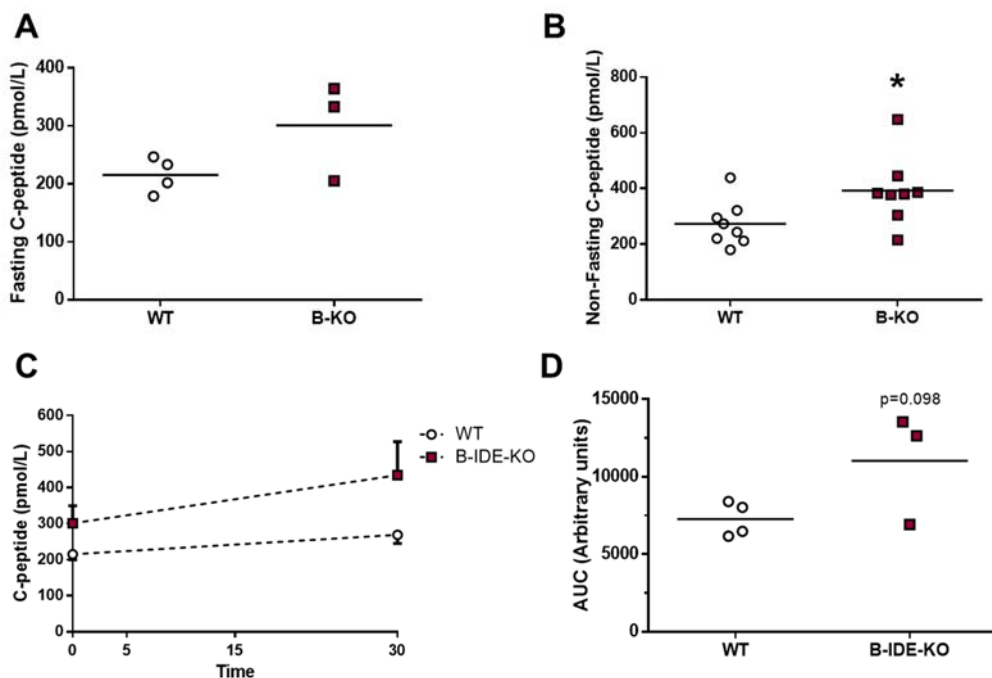 A
Fasting C-peptide (pmol/L)
400
300
200
100
0
WT
B-KO
B
Non-Fasting C-peptide (pmol/L)
800
600
400
200
0
*
WT
B-KO
C
C-peptide (pmol/L)
600
500
400
300
200
100
0
0
5
15
30
Time
WT
B-IDE-KO
D
AUC (Arbitrary units)
15000
10000
5000
0
p=0.098
WT
B-IDE-KO